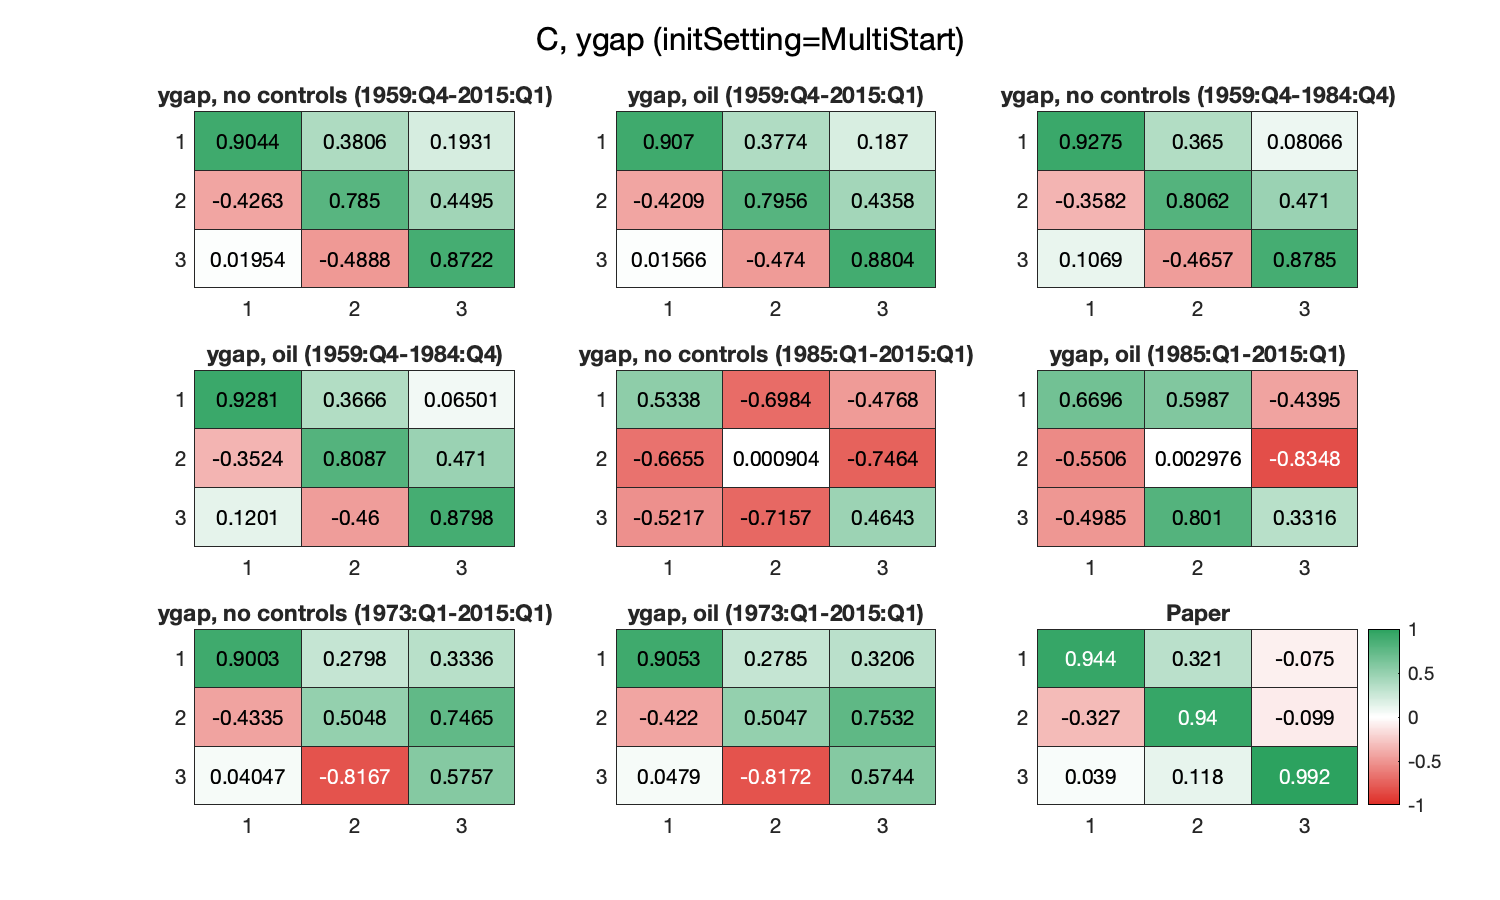 C, ygap (initSetting=MultiStart)
ygap, no controls (1959:Q4-2015:Q1)
1 0.9044 0.3806 0.1931
2 -0.4263 0.785 0.4495
3 0.01954 -0.4888 0.8722
1 2 3
ygap, oil (1959:Q4-2015:Q1)
1 0.907 0.3774 0.187
2 -0.4209 0.7956 0.4358
3 0.01566 -0.474 0.8804
1 2 3
ygap, no controls (1959:Q4-1984:Q4)
1 0.9275 0.365 0.08066
2 -0.3582 0.8062 0.471
3 0.1069 -0.4657 0.8785
1 2 3
ygap, oil (1959:Q4-1984:Q4)
1 0.9281 0.3666 0.06501
2 -0.3524 0.8087 0.471
3 0.1201 -0.46 0.8798
1 2 3
ygap, no controls (1985:Q1-2015:Q1)
1 0.5338 -0.6984 -0.4768
2 -0.6655 0.000904 -0.7464
3 -0.5217 -0.7157 0.4643
1 2 3
ygap, oil (1985:Q1-2015:Q1)
1 0.6696 0.5987 -0.4395
2 -0.5506 0.002976 -0.8348
3 -0.4985 0.801 0.3316
1 2 3
ygap, no controls (1973:Q1-2015:Q1)
1 0.9003 0.2798 0.3336
2 -0.4335 0.5048 0.7465
3 0.04047 -0.8167 0.5757
1 2 3
ygap, oil (1973:Q1-2015:Q1)
1 0.9053 0.2785 0.3206
2 -0.422 0.5047 0.7532
3 0.0479 -0.8172 0.5744
1 2 3
Paper
1 0.944 0.321 -0.075
2 -0.327 0.94 -0.099
3 0.039 0.118 0.992
1 2 3
1
0.5
0
-0.5
-1